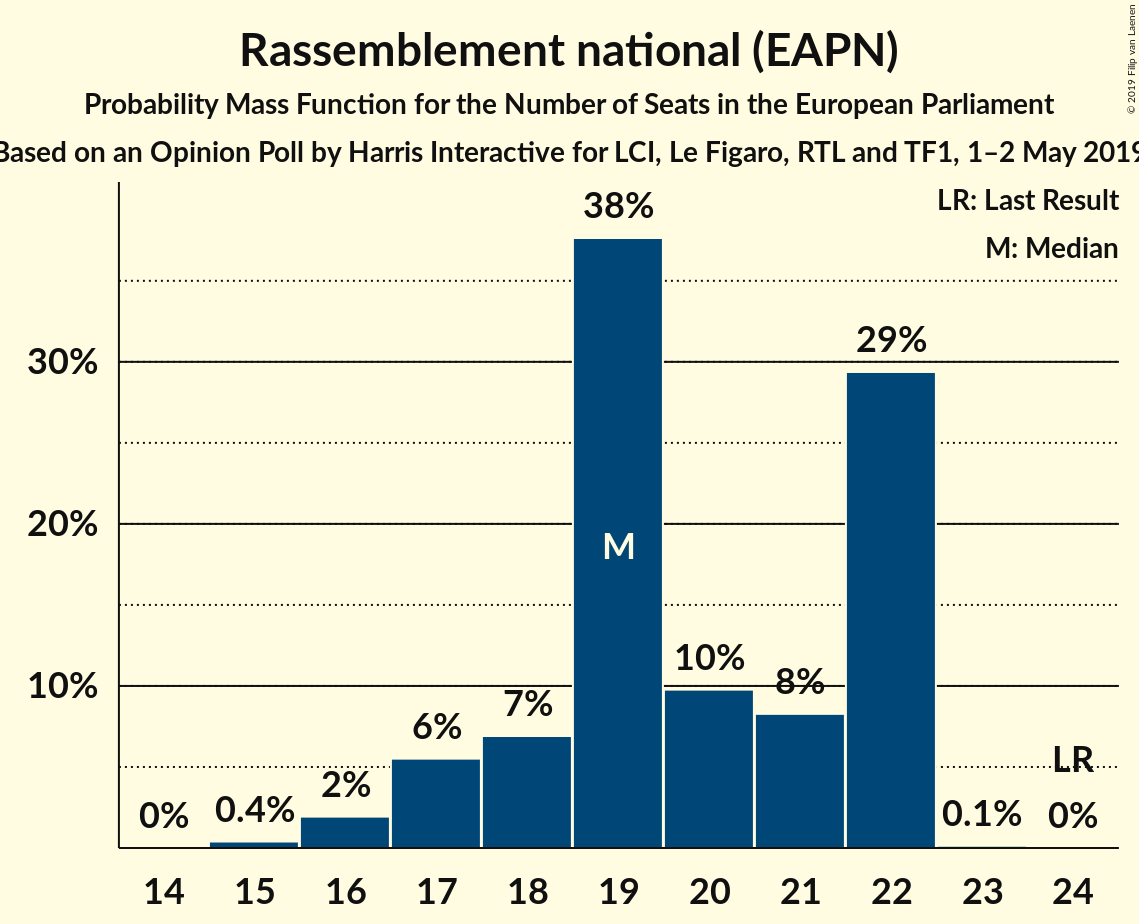 © 2019 Filip van Laenen
Rassemblement national (EAPN)
Probability Mass Function for the Number of Seats in the European Parliament
Based on an Opinion Poll by Harris Interactive for LCI, Le Figaro, RTL and TF1, 1–2 May 2019
LR: Last Result
M: Median
38%
29%
30%
20%
M
10%
10%
8%
7%
6%
2%
LR
0%
0.4%
0.1%
0%
14 15 16 17 18 19 20 21 22 23 24